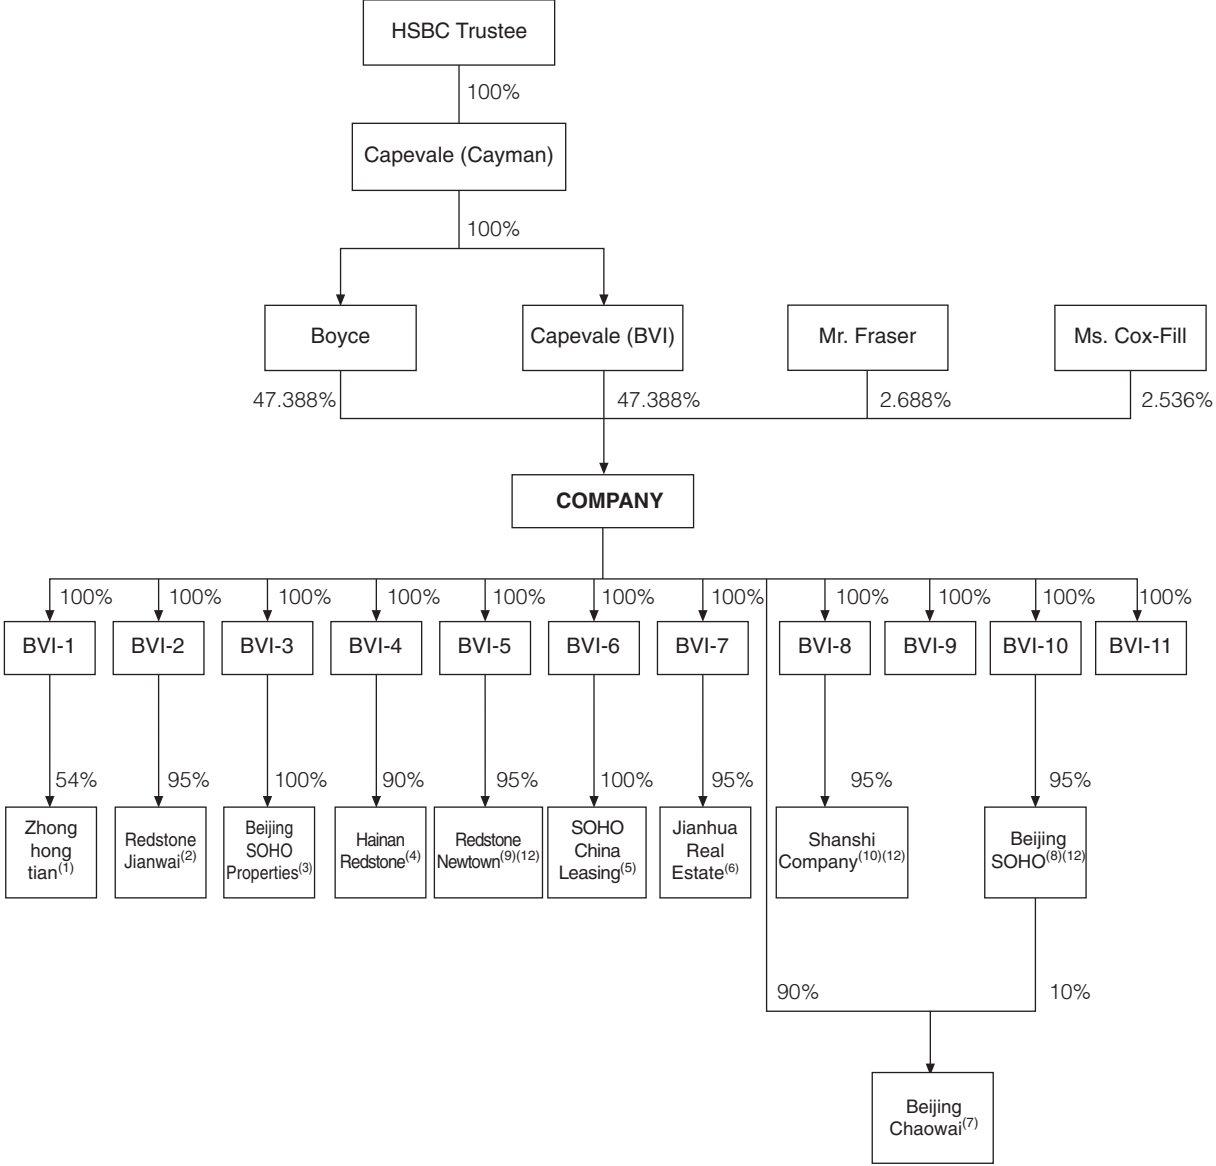 HSBC Trustee
100%
Capevale (Cayman)
100%
Boyce
Capevale (BVI)
Mr. Fraser
Ms. Cox-Fill
47.388%
47.388%
2.688%
2.536%
COMPANY
100%
100%
100%
100%
100%
100%
100%
100%
100%
100%
100%
BVI-1
BVI-2
BVI-3
BVI-4
BVI-5
BVI-6
BVI-7
BVI-8
BVI-9
BVI-10
BVI-11
54%
95%
100%
90%
95%
100%
95%
95%
95%
Zhong
hong
tian(1)
Redstone
Jianwai(2)
Beijing
SOHO
Properties(3)
Hainan
Redstone(4)
Redstone
Newtown(9)(12)
SOHO
China
Leasing(5)
Jianhua
Real
Estate(6)
Shanshi
Company(10)(12)
Beijing
SOHO(8)(12)
90%
10%
Beijing
Chaowai(7)